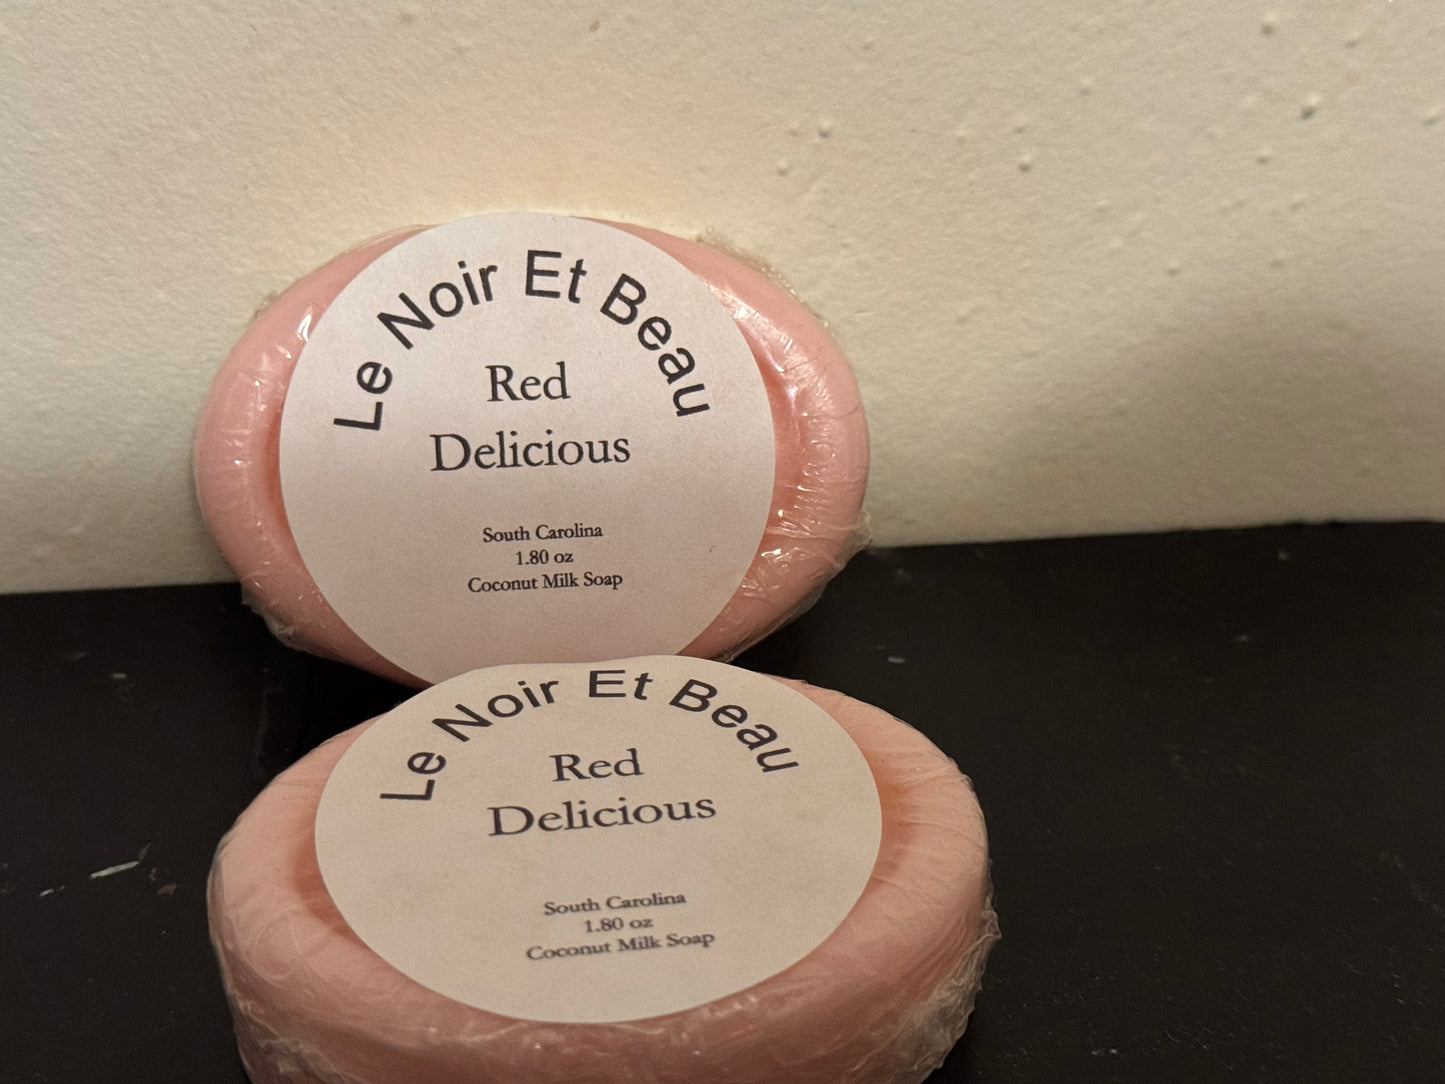 Le Noir Et Beau
Red
Delicious
South Carolina
1.80 oz
Coconut Milk Soap
Le Noir Et Beau
Red
Delicious
South Carolina
1.80 oz
Coconut Milk Soap